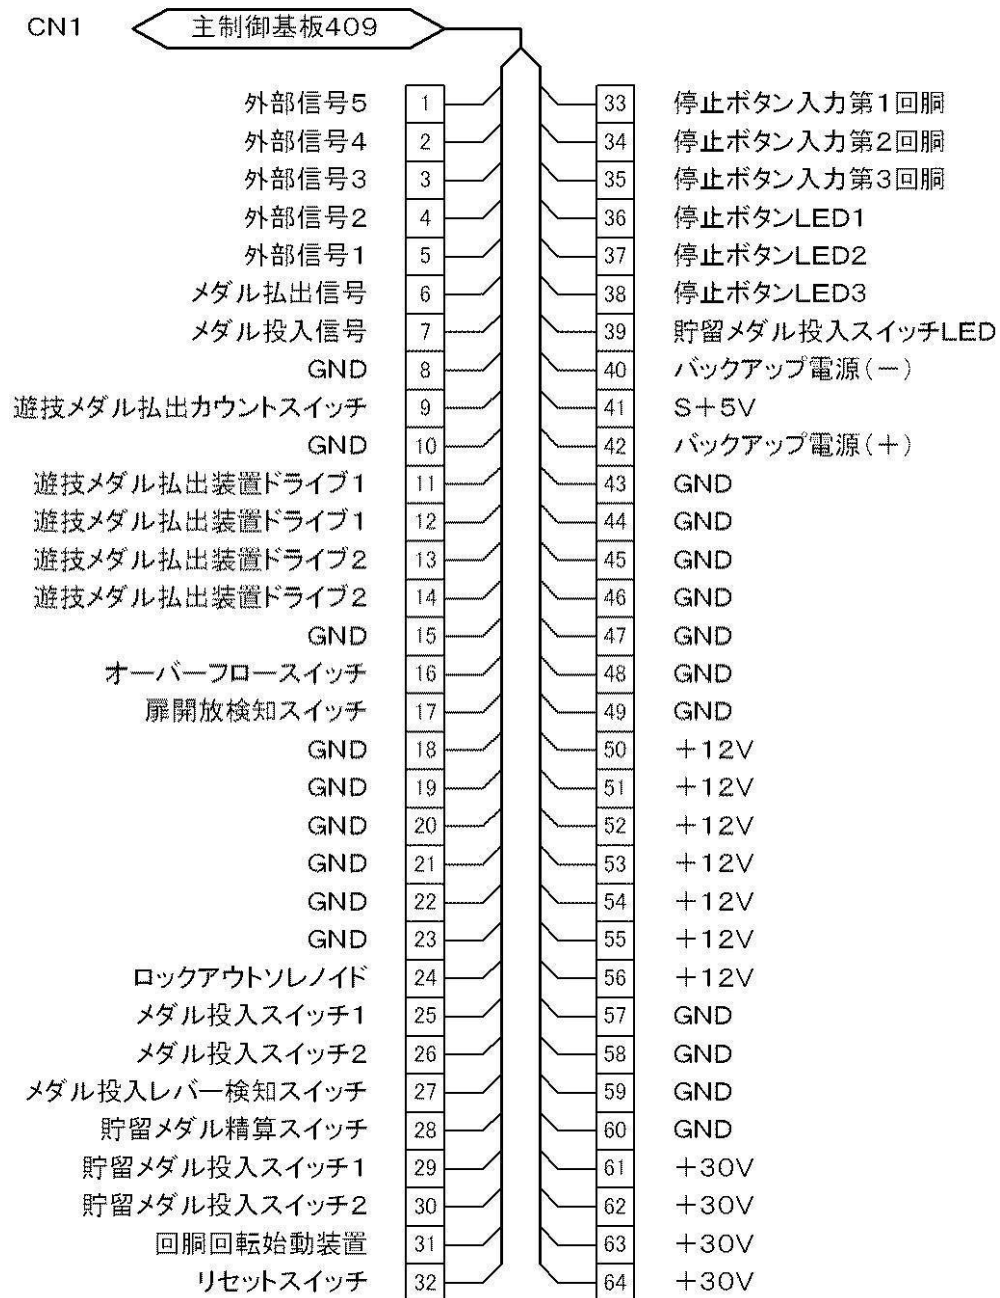 CN1 主制御基板409
外部信号5 1 33 停止ボタン入力第1回胴
外部信号4 2 34 停止ボタン入力第2回胴
外部信号3 3 35 停止ボタン入力第3回胴
外部信号2 4 36 停止ボタンLED1
外部信号1 5 37 停止ボタンLED2
メダル払出信号 6 38 停止ボタンLED3
メダル投入信号 7 39 貯留メダル投入スイッチLED
GND 8 40 バックアップ電源(－)
遊技メダル払出カウントスイッチ 9 41 S＋5V
GND 10 42 バックアップ電源(＋)
遊技メダル払出装置ドライブ1 11 43 GND
遊技メダル払出装置ドライブ1 12 44 GND
遊技メダル払出装置ドライブ2 13 45 GND
遊技メダル払出装置ドライブ2 14 46 GND
GND 15 47 GND
オーバーフロースイッチ 16 48 GND
扉開放検知スイッチ 17 49 GND
GND 18 50 ＋12V
GND 19 51 ＋12V
GND 20 52 ＋12V
GND 21 53 ＋12V
GND 22 54 ＋12V
GND 23 55 ＋12V
ロックアウトソレノイド 24 56 ＋12V
メダル投入スイッチ1 25 57 GND
メダル投入スイッチ2 26 58 GND
メダル投入レバー検知スイッチ 27 59 GND
貯留メダル精算スイッチ 28 60 GND
貯留メダル投入スイッチ1 29 61 ＋30V
貯留メダル投入スイッチ2 30 62 ＋30V
回胴回転始動装置 31 63 ＋30V
リセットスイッチ 32 64 ＋30V